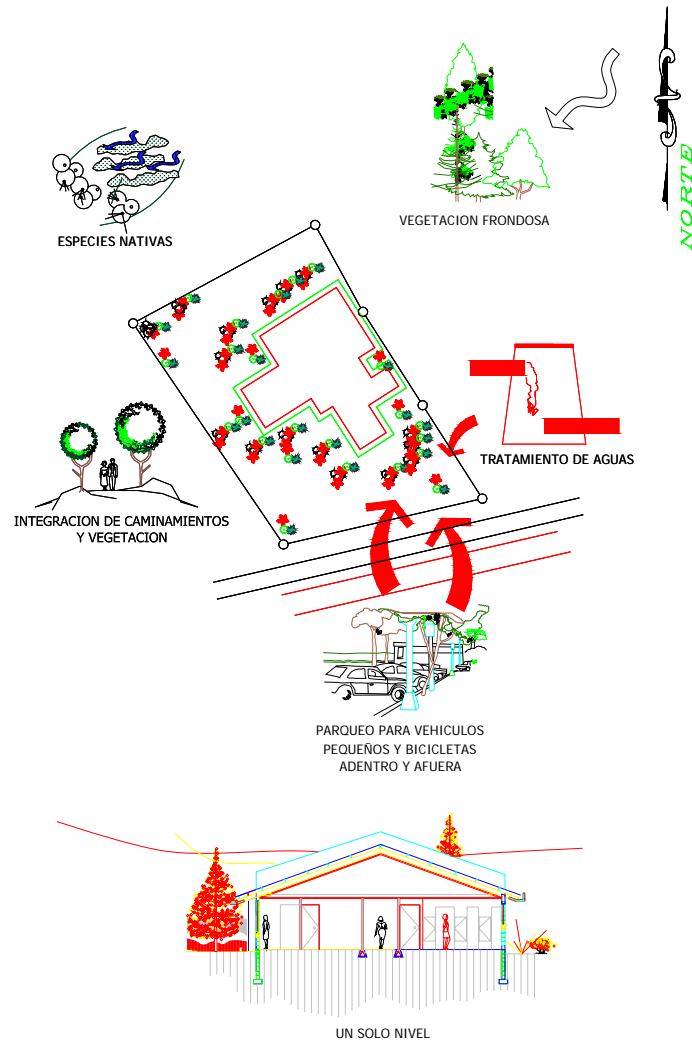 NORTE
VEGETACION FRONDOSA
ESPECIES NATIVAS
TRATAMIENTO DE AGUAS
INTEGRACION DE CAMINAMIENTOS
Y VEGETACION
PARQUEO PARA VEHICULOS
PEQUEÑOS Y BICICLETAS
ADENTRO Y AFUERA
UN SOLO NIVEL